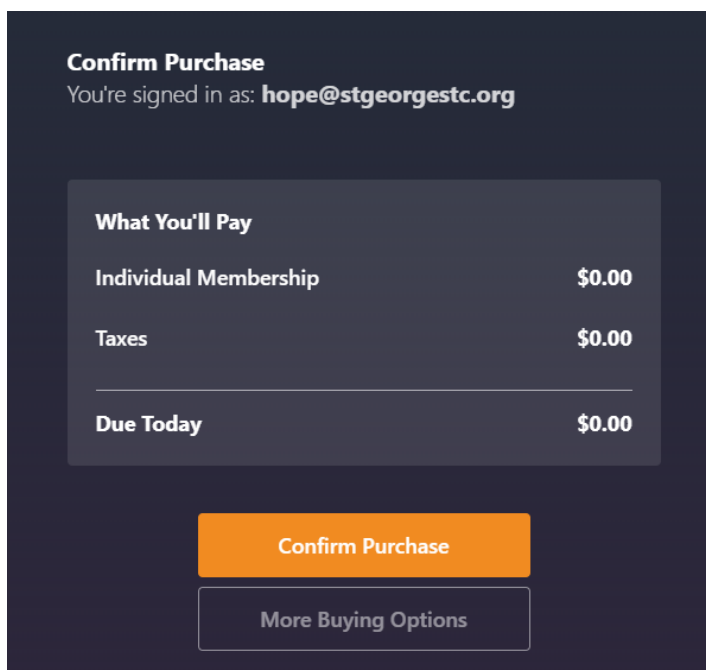 Confirm Purchase
You're signed in as: hope@stgeorgestc.org
What You'll Pay
Individual Membership $0.00
Taxes $0.00
Due Today $0.00
Confirm Purchase
More Buying Options